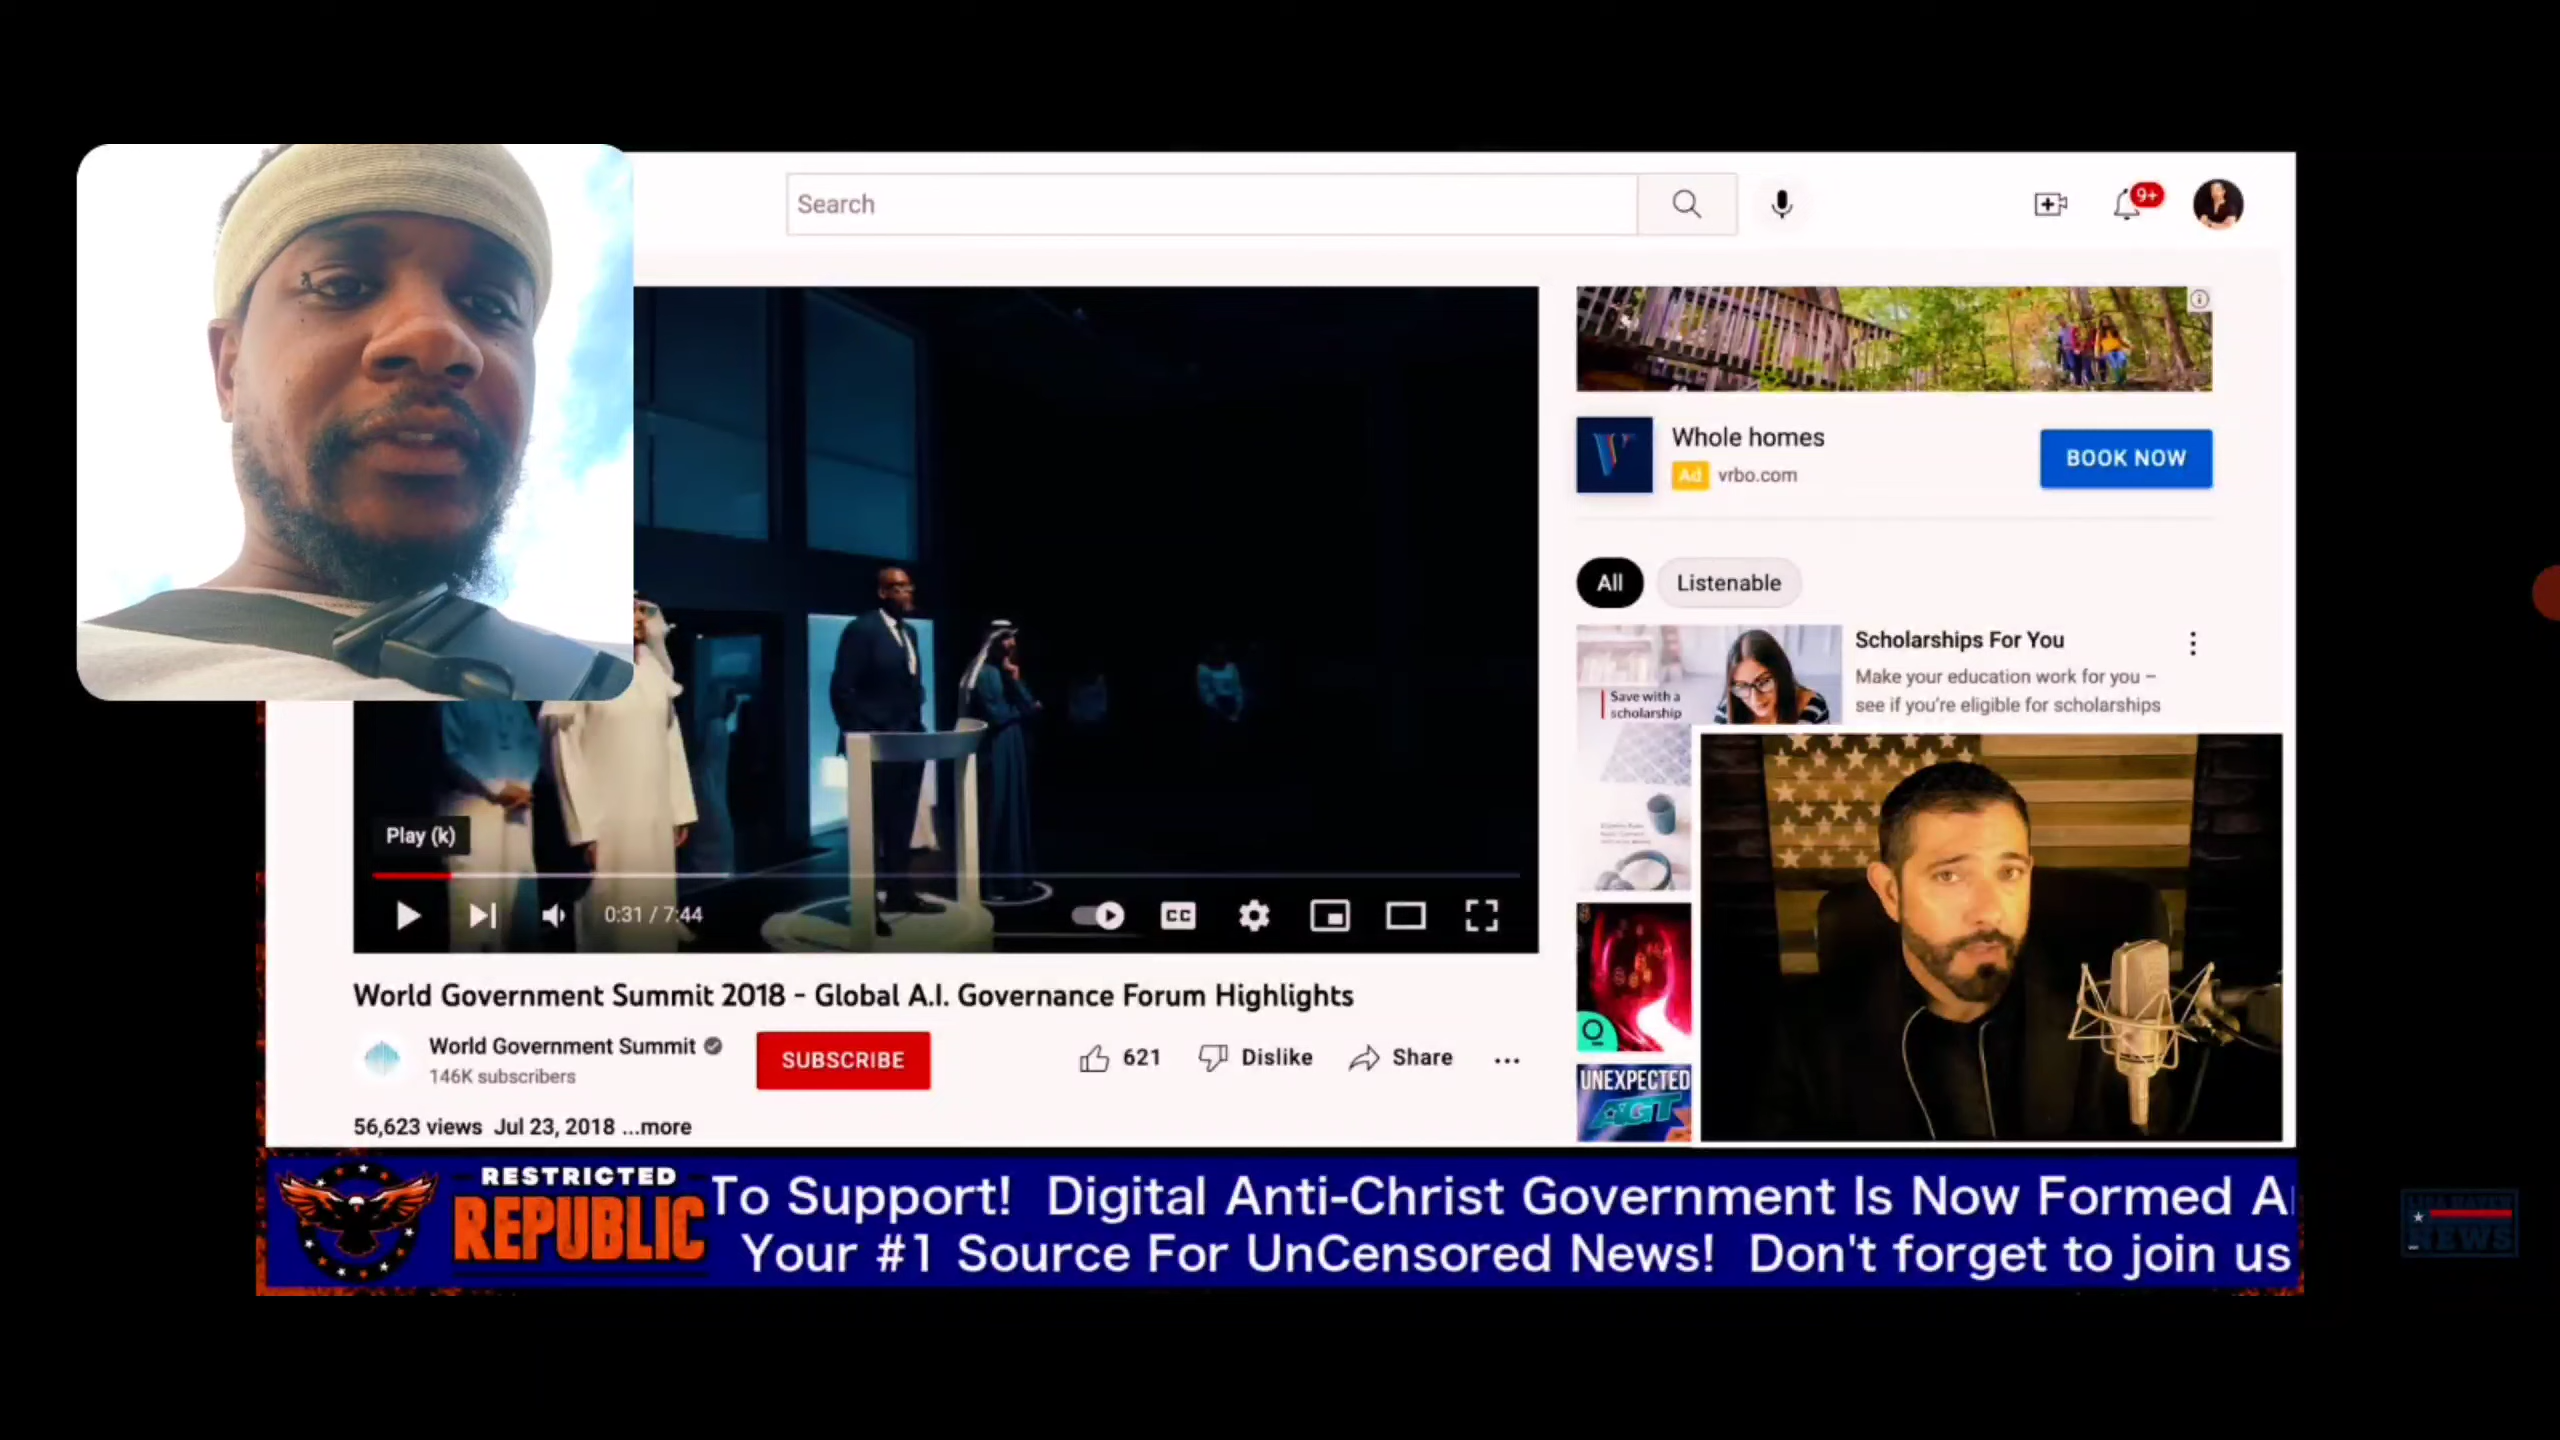 Search
9+
Whole homes
Ad vrbo.com
BOOK NOW
All
Listenable
Scholarships For You
Make your education work for you –
see if you're eligible for scholarships
Save with a
scholarship
Play (k)
0:31 / 7:44
CC
World Government Summit 2018 - Global A.I. Governance Forum Highlights
World Government Summit
146K subscribers
SUBSCRIBE
621
Dislike
Share
56,623 views Jul 23, 2018 ...more
UNEXPECTED
AGT
RESTRICTED
REPUBLIC
To Support! Digital Anti-Christ Government Is Now Formed A
Your #1 Source For UnCensored News! Don't forget to join us
NEWS